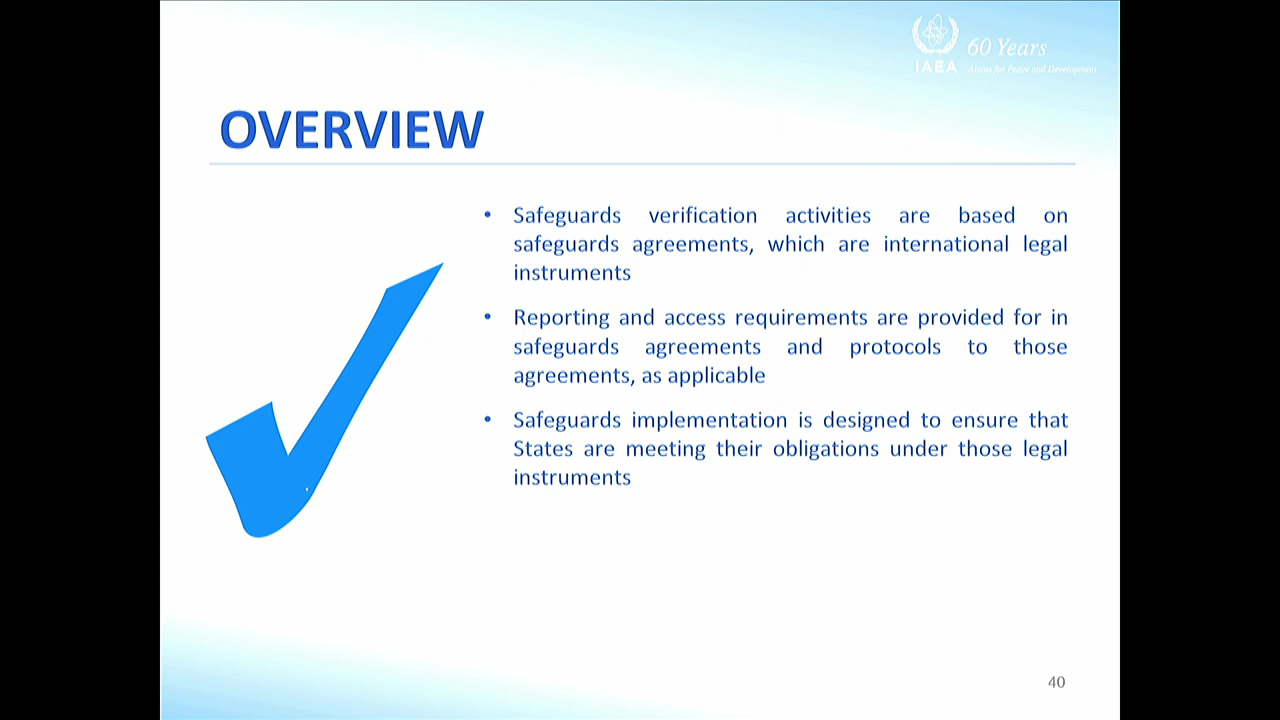 60 Years
IAEA
Atoms for Peace and Development
OVERVIEW
• Safeguards verification activities are based on
safeguards agreements, which are international legal
instruments
• Reporting and access requirements are provided for in
safeguards agreements and protocols to those
agreements, as applicable
• Safeguards implementation is designed to ensure that
States are meeting their obligations under those legal
instruments
40